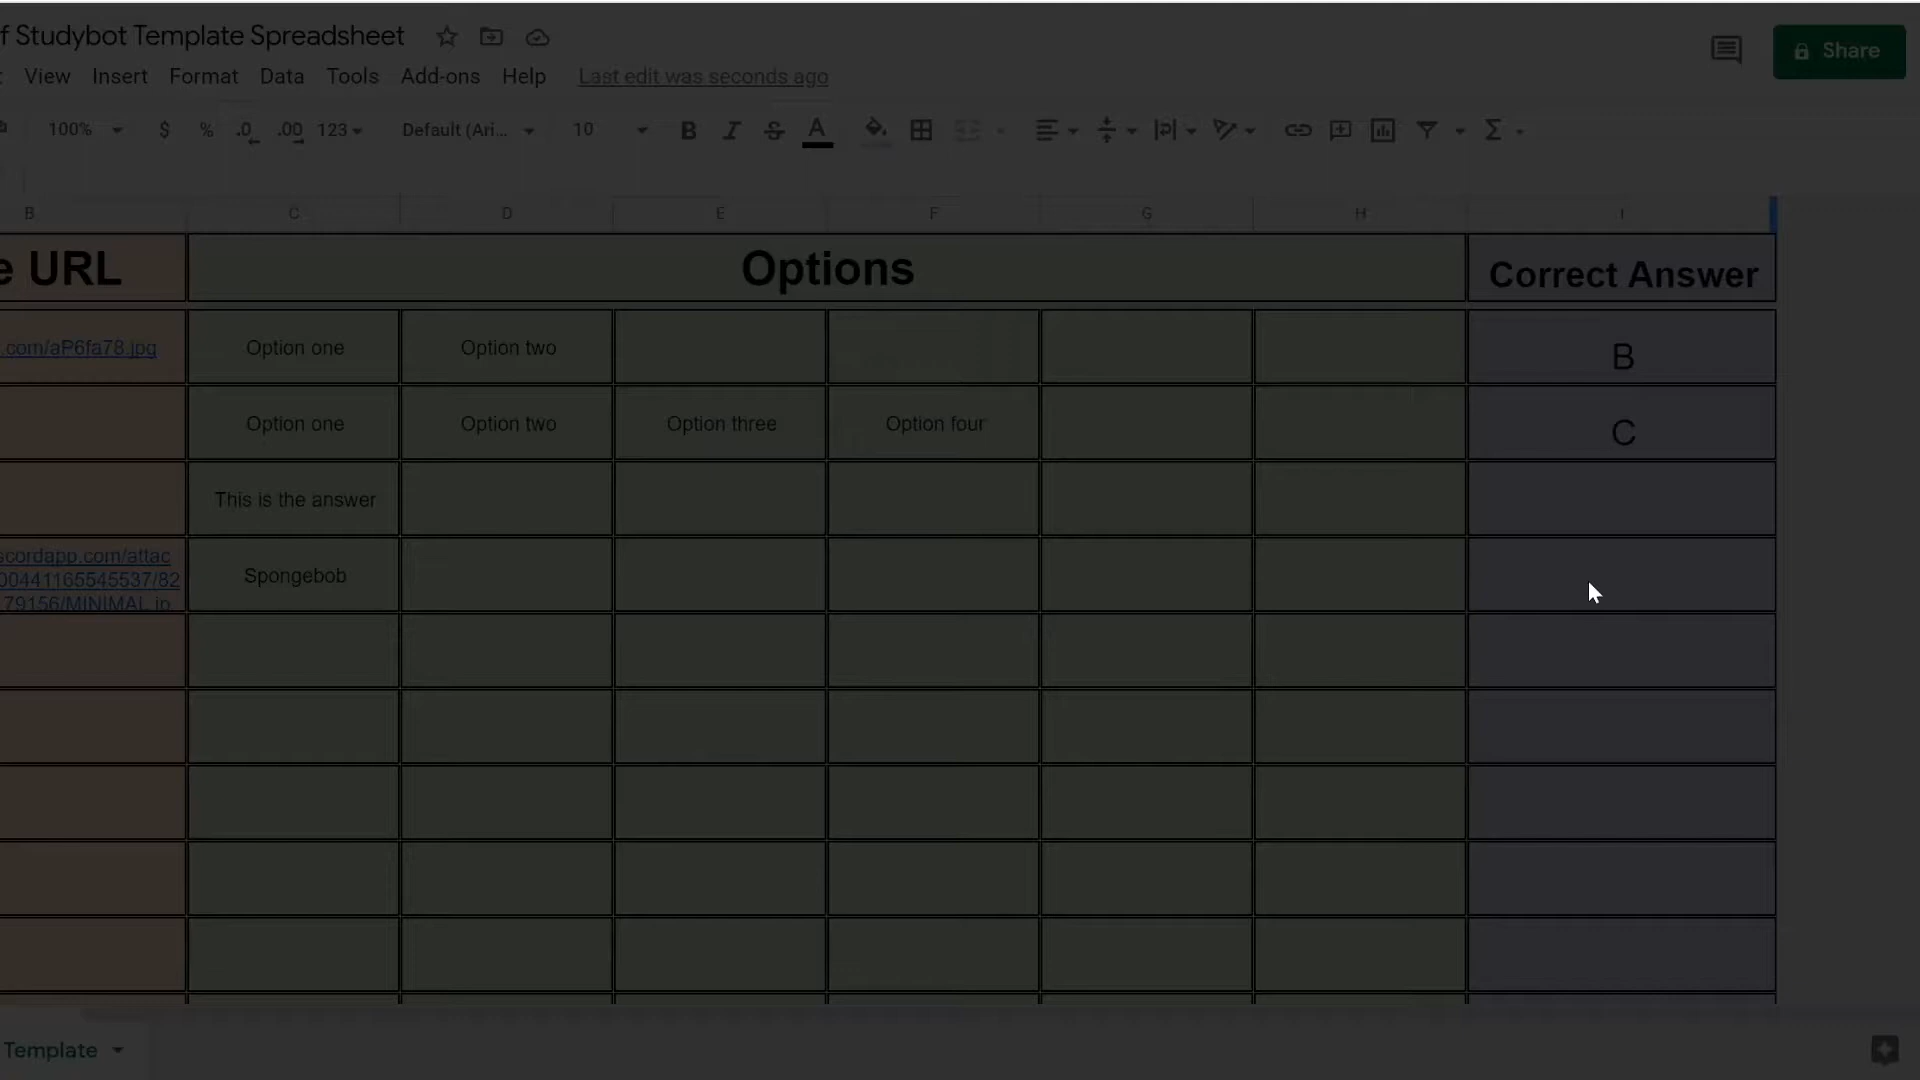 f Studybot Template Spreadsheet
Share
View Insert Format Data Tools Add-ons Help Last edit was seconds ago
100% $ % .0 .00 123 Default (Ari... 10 B I S A
B C D E F G H I
e URL Options Correct Answer
.com/aP6fa78.jpg Option one Option two B
Option one Option two Option three Option four C
This is the answer
scordapp.com/attac
00441165545537/82 Spongebob
79156/MINIMAL.jp
Template